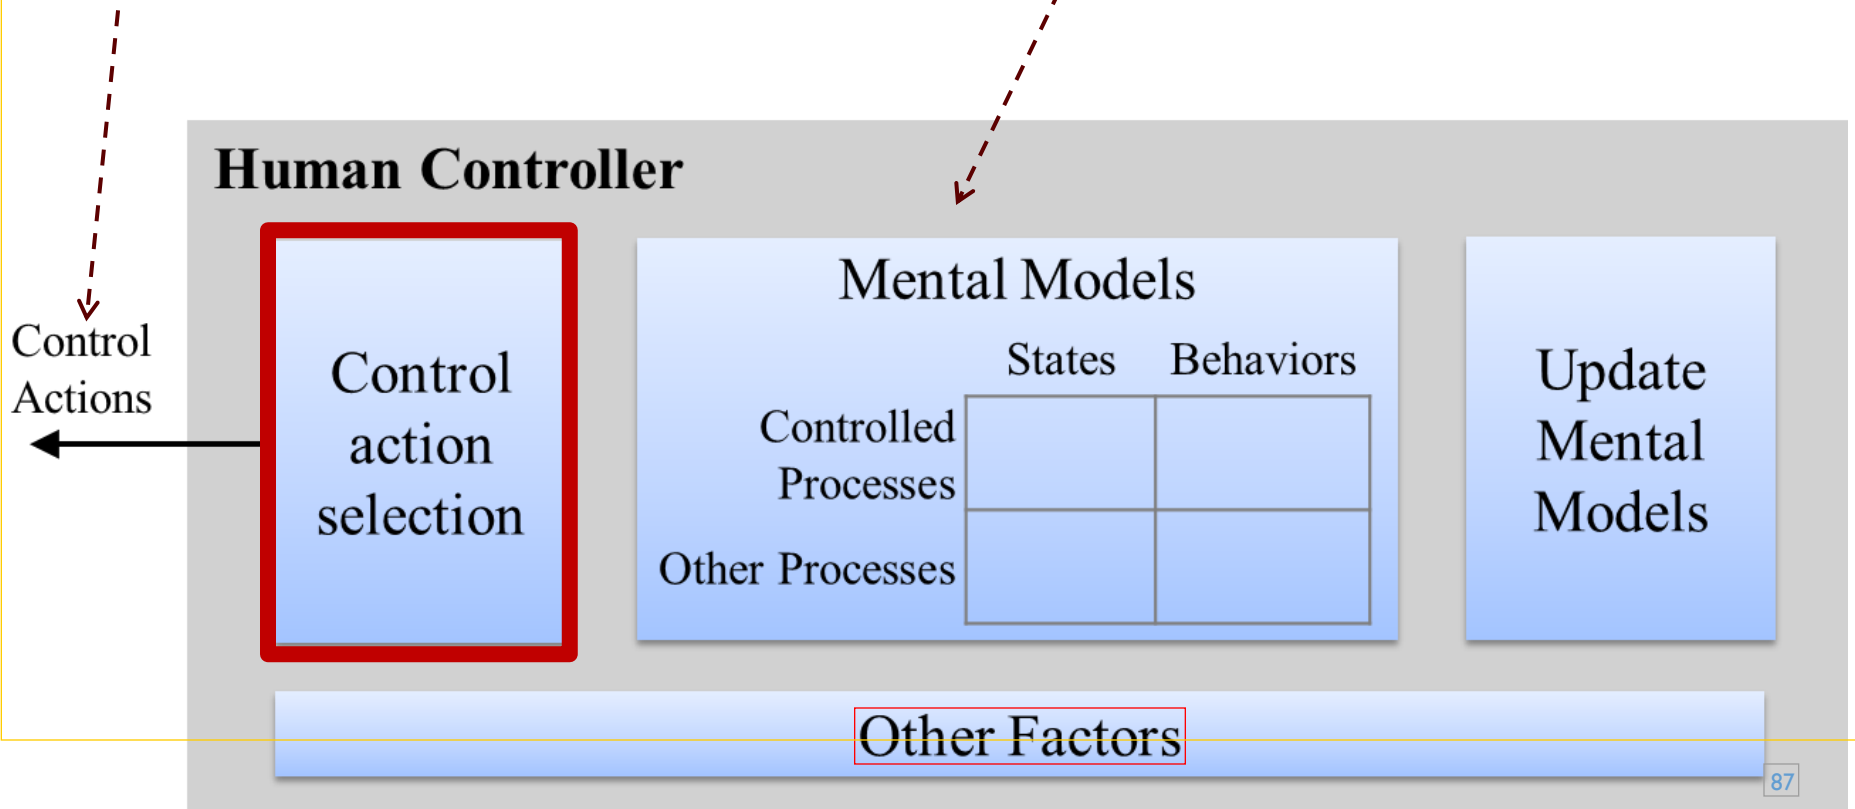 Human Controller
Control
Actions
Control
action
selection
Mental Models
States Behaviors
Controlled
Processes
Other Processes
Update
Mental
Models
Other Factors
87